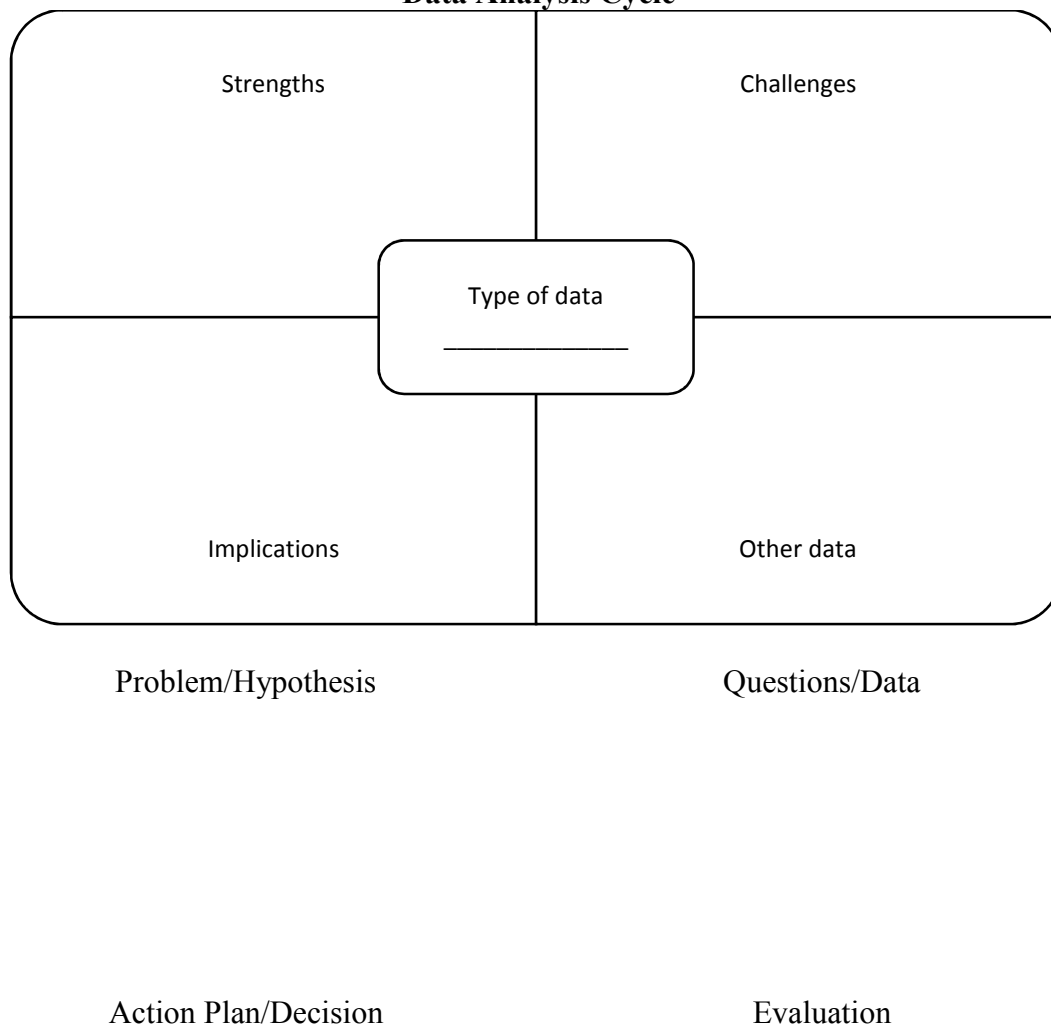 Data Analysis Cycle
Strengths
Challenges
Type of data
______________
Implications
Other data
Problem/Hypothesis
Questions/Data
Action Plan/Decision
Evaluation